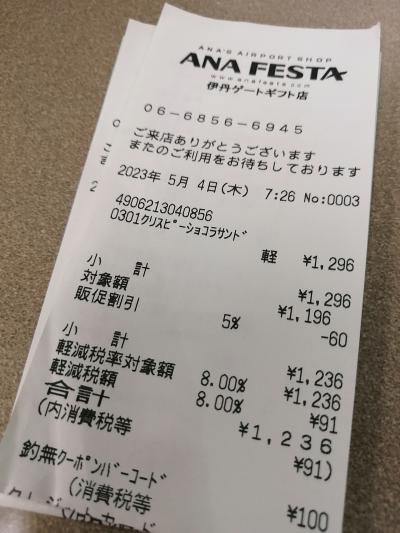 ANA'S AIRPORT SHOP
ANA FESTA
www.anafesta.com
伊丹ゲートギフト店
06-6856-6945
ご来店ありがとうございます
またのご利用をお待ちしております
2023年 5月 4日(木) 7:26 No:0003
4906213040856
0301クリスピーショコラサンド
軽 ¥1,296
小 計 ¥1,296
対象額 ¥1,196
販促割引 5% -60
小 計 ¥1,236
軽減税率対象額 8.00% ¥1,236
軽減税額 8.00% ¥91
合計 ¥1,236
(内消費税等 ¥91)
釣無クーポンバーコード ¥100
(消費税等